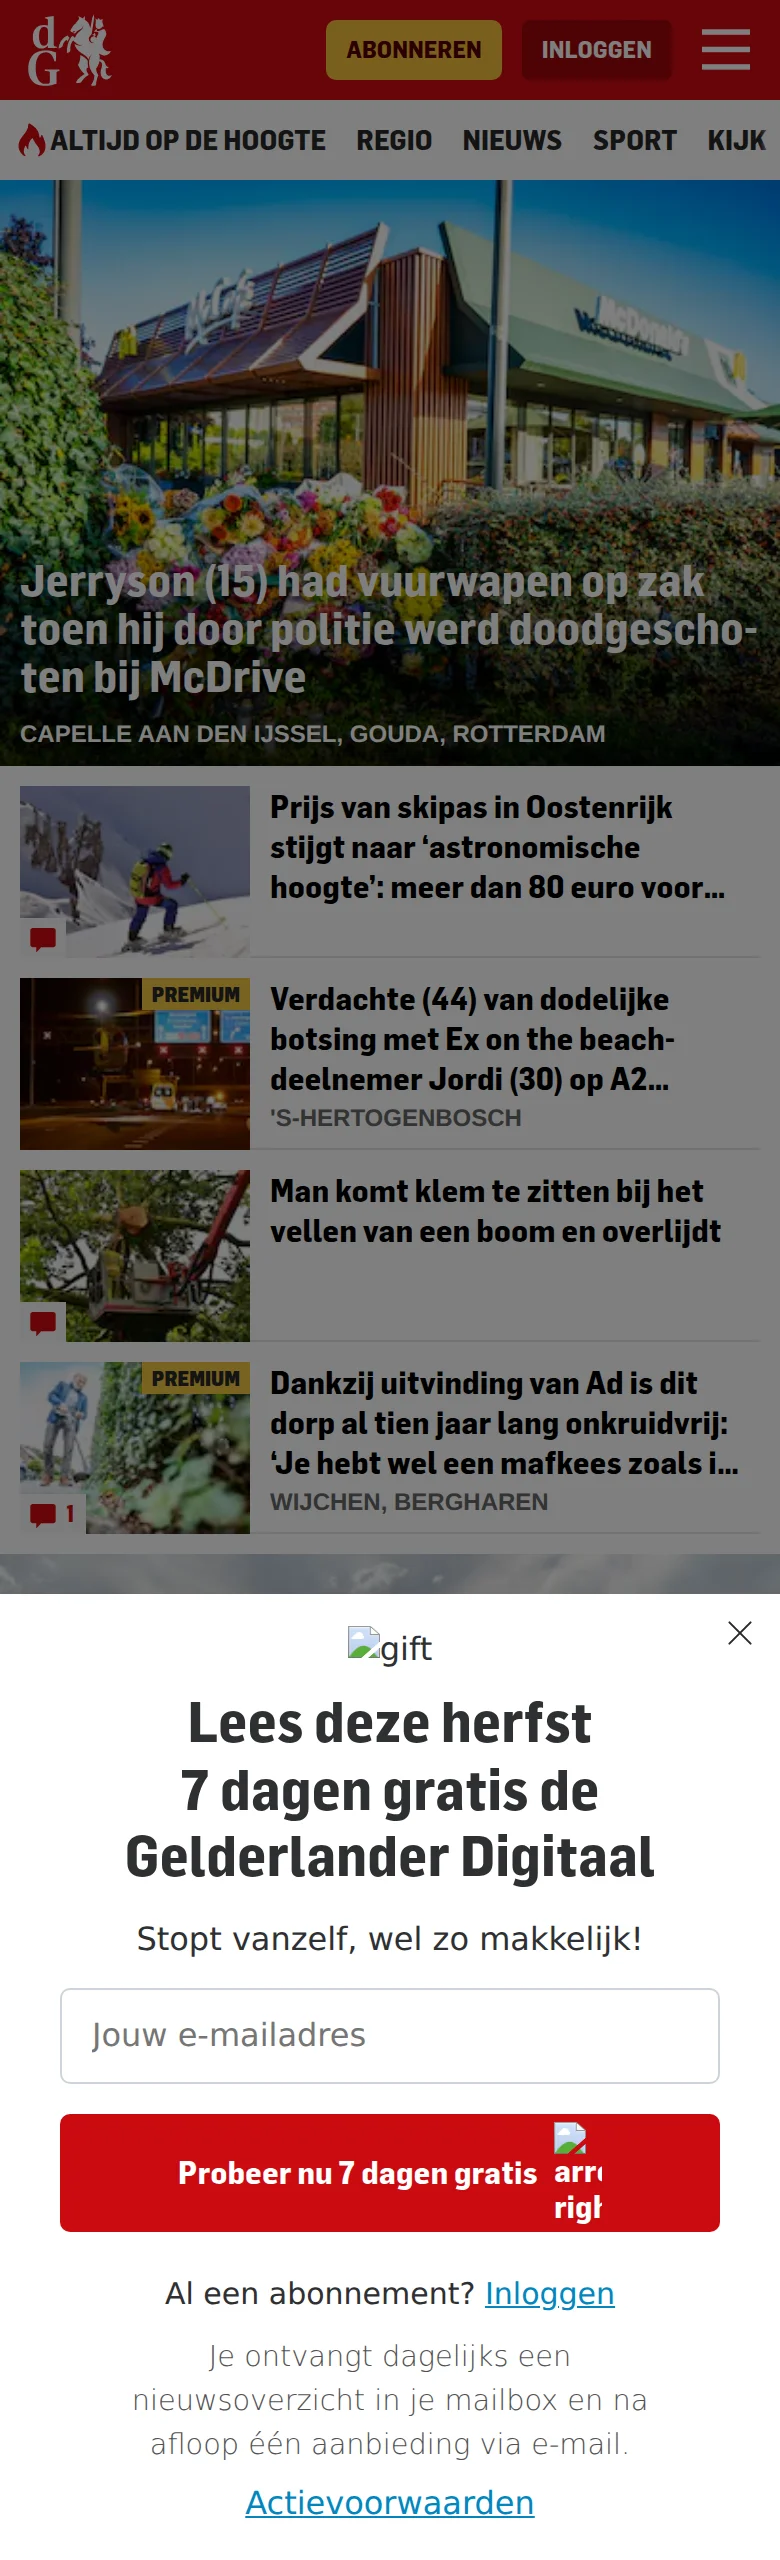 dG
ABONNEREN
INLOGGEN
ALTIJD OP DE HOOGTE REGIO NIEUWS SPORT KIJK
McDonald's
Jerryson (15) had vuurwapen op zak
toen hij door politie werd doodgescho-
ten bij McDrive
CAPELLE AAN DEN IJSSEL, GOUDA, ROTTERDAM
Prijs van skipas in Oostenrijk
stijgt naar ‘astronomische
hoogte’: meer dan 80 euro voor...
PREMIUM
Verdachte (44) van dodelijke
botsing met Ex on the beach-
deelnemer Jordi (30) op A2...
'S-HERTOGENBOSCH
Man komt klem te zitten bij het
vellen van een boom en overlijdt
PREMIUM
1
Dankzij uitvinding van Ad is dit
dorp al tien jaar lang onkruidvrij:
‘Je hebt wel een mafkees zoals i...
WIJCHEN, BERGHAREN
gift
Lees deze herfst
7 dagen gratis de
Gelderlander Digitaal
Stopt vanzelf, wel zo makkelijk!
Jouw e-mailadres
Probeer nu 7 dagen gratis
arr
righ
Al een abonnement? Inloggen
Je ontvangt dagelijks een
nieuwsoverzicht in je mailbox en na
afloop één aanbieding via e-mail.
Actievoorwaarden